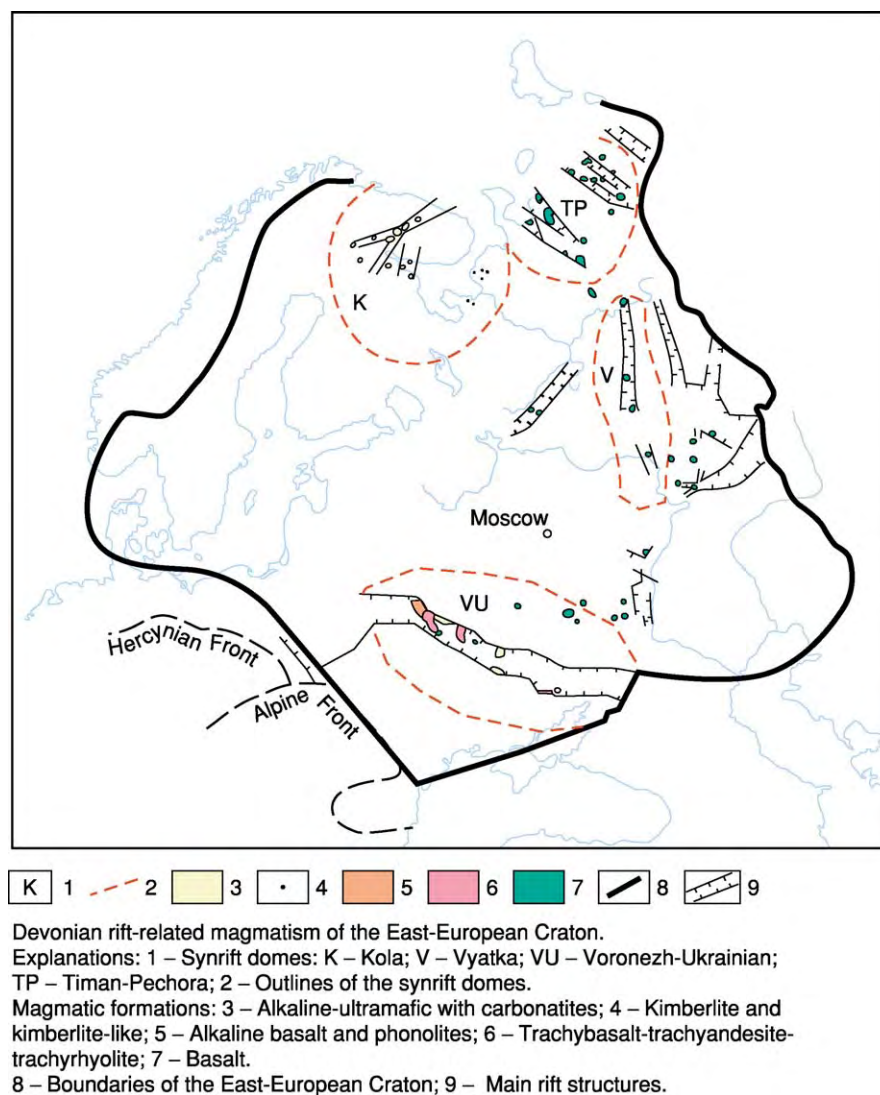 TP
K
V
Moscow
VU
Hercynian Front
Alpine Front
K 1 2 3 4 5 6 7 8 9
Devonian rift-related magmatism of the East-European Craton.
Explanations: 1 – Synrift domes: K – Kola; V – Vyatka; VU – Voronezh-Ukrainian;
TP – Timan-Pechora; 2 – Outlines of the synrift domes.
Magmatic formations: 3 – Alkaline-ultramafic with carbonatites; 4 – Kimberlite and
kimberlite-like; 5 – Alkaline basalt and phonolites; 6 – Trachybasalt-trachyandesite-
trachyrhyolite; 7 – Basalt.
8 – Boundaries of the East-European Craton; 9 – Main rift structures.